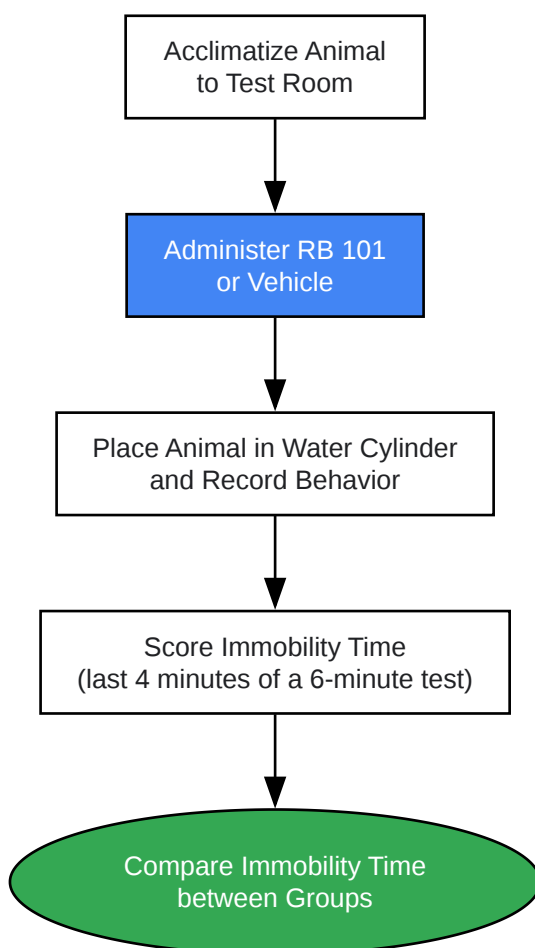 Acclimatize Animal
to Test Room
Administer RB 101
or Vehicle
Place Animal in Water Cylinder
and Record Behavior
Score Immobility Time
(last 4 minutes of a 6-minute test)
Compare Immobility Time
between Groups